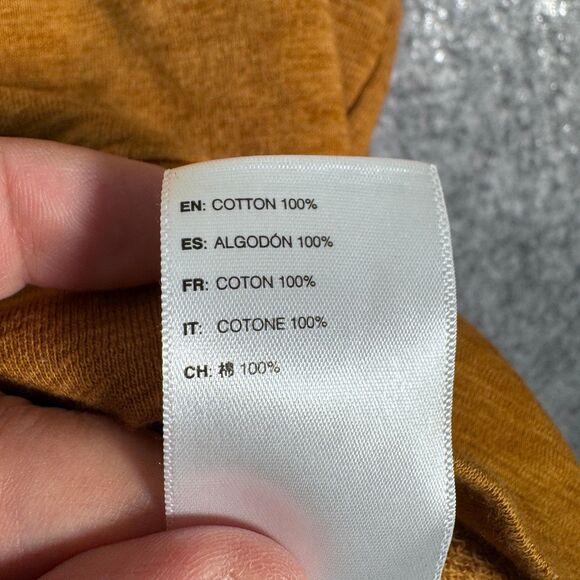 EN: COTTON 100%
ES: ALGODÓN 100%
FR: COTON 100%
IT: COTONE 100%
CH: 棉 100%